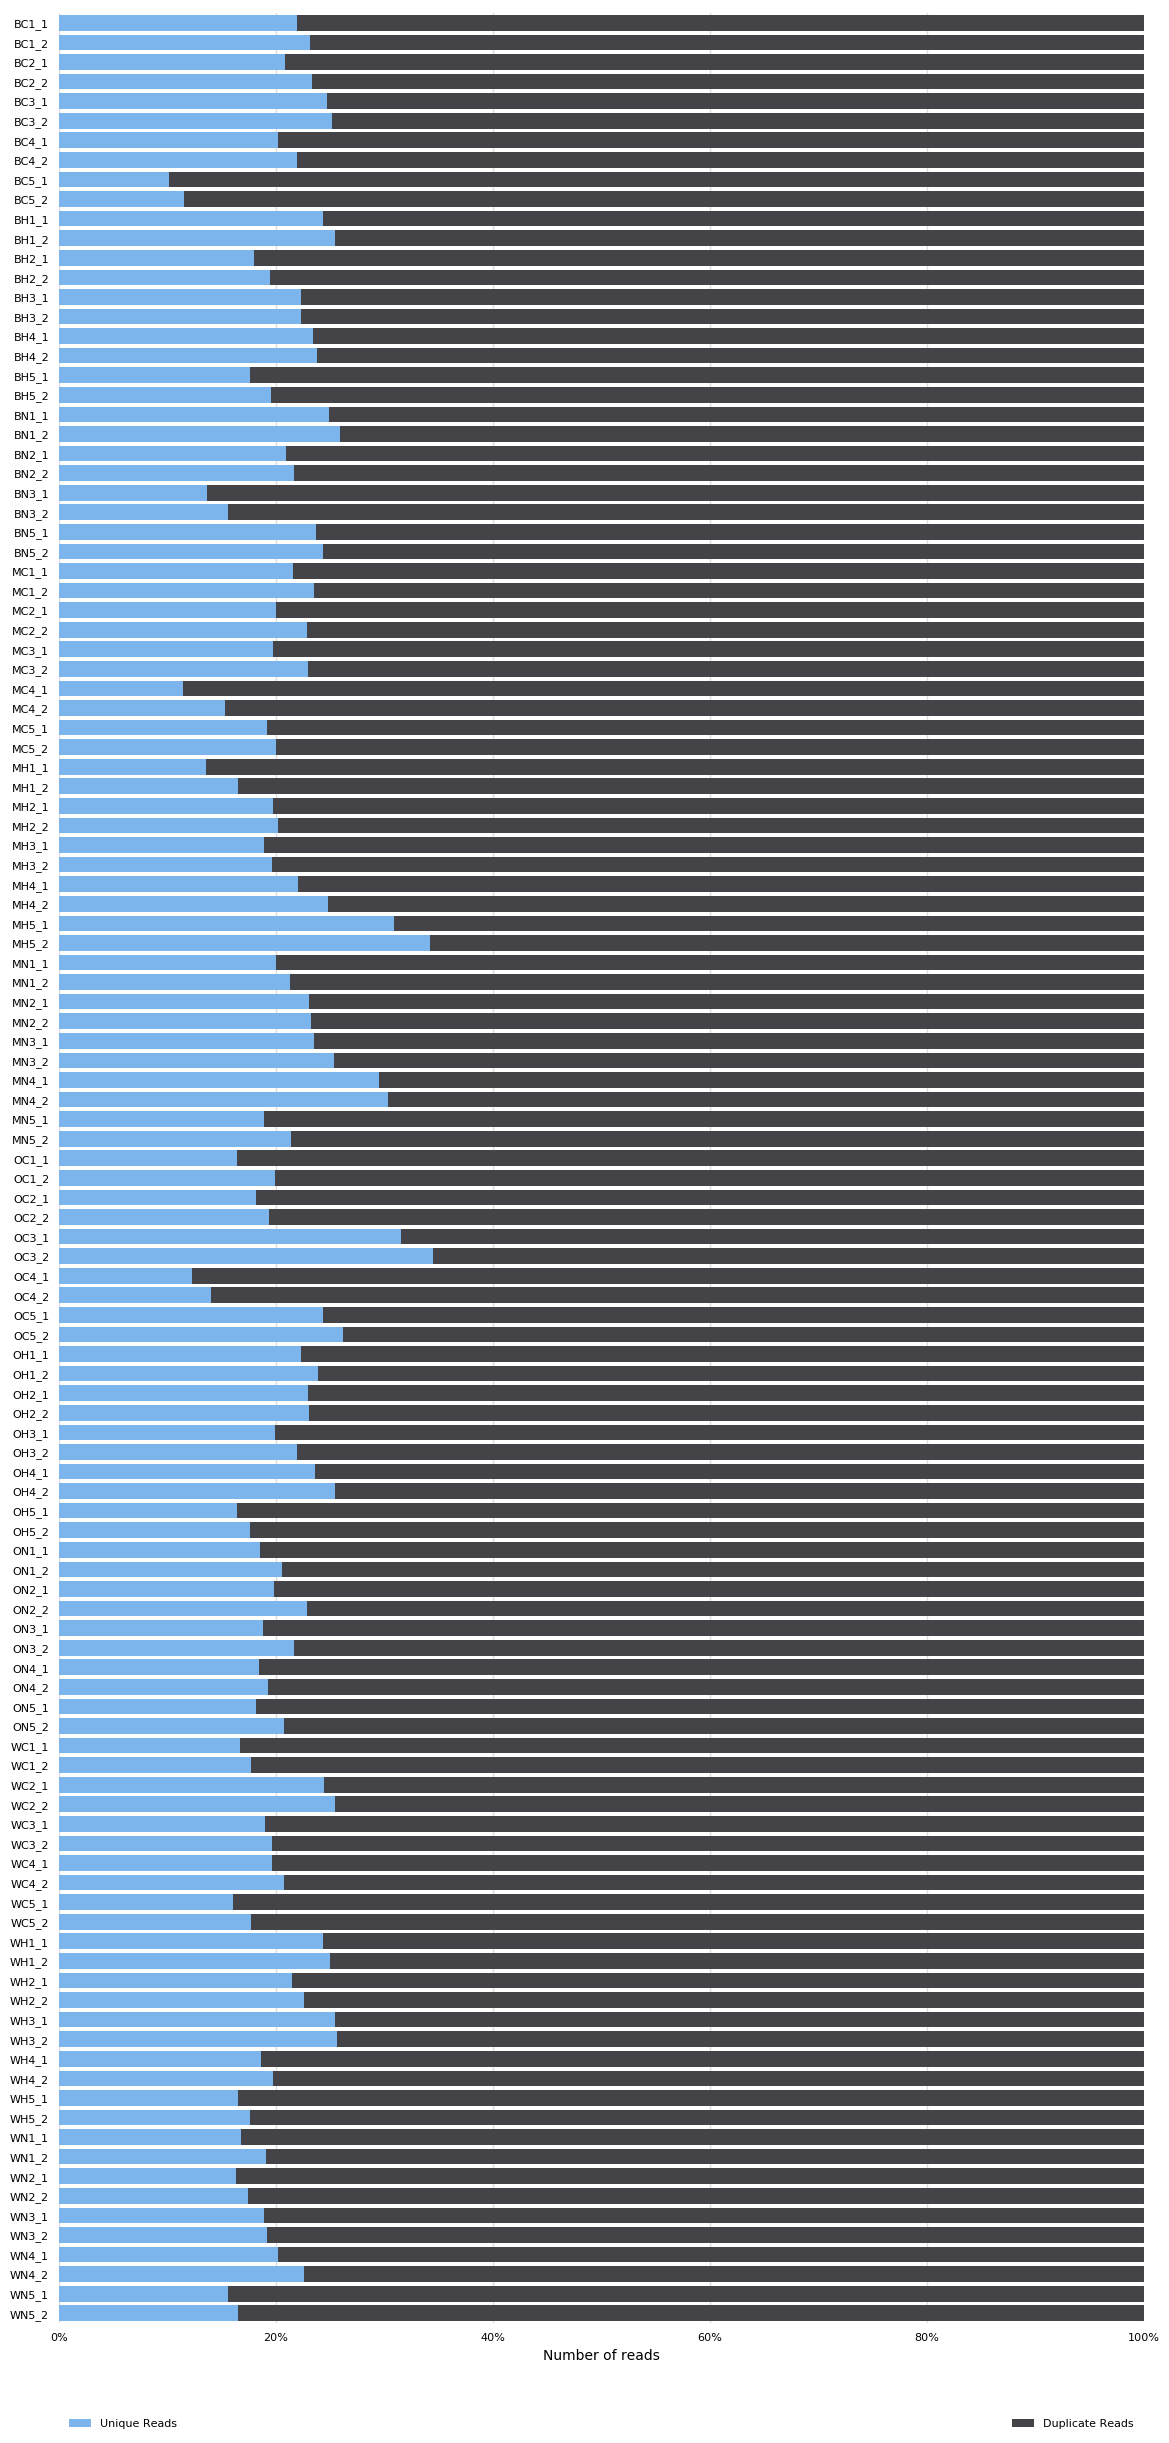 BC1_1
BC1_2
BC2_1
BC2_2
BC3_1
BC3_2
BC4_1
BC4_2
BC5_1
BC5_2
BH1_1
BH1_2
BH2_1
BH2_2
BH3_1
BH3_2
BH4_1
BH4_2
BH5_1
BH5_2
BN1_1
BN1_2
BN2_1
BN2_2
BN3_1
BN3_2
BN5_1
BN5_2
MC1_1
MC1_2
MC2_1
MC2_2
MC3_1
MC3_2
MC4_1
MC4_2
MC5_1
MC5_2
MH1_1
MH1_2
MH2_1
MH2_2
MH3_1
MH3_2
MH4_1
MH4_2
MH5_1
MH5_2
MN1_1
MN1_2
MN2_1
MN2_2
MN3_1
MN3_2
MN4_1
MN4_2
MN5_1
MN5_2
OC1_1
OC1_2
OC2_1
OC2_2
OC3_1
OC3_2
OC4_1
OC4_2
OC5_1
OC5_2
OH1_1
OH1_2
OH2_1
OH2_2
OH3_1
OH3_2
OH4_1
OH4_2
OH5_1
OH5_2
ON1_1
ON1_2
ON2_1
ON2_2
ON3_1
ON3_2
ON4_1
ON4_2
ON5_1
ON5_2
WC1_1
WC1_2
WC2_1
WC2_2
WC3_1
WC3_2
WC4_1
WC4_2
WC5_1
WC5_2
WH1_1
WH1_2
WH2_1
WH2_2
WH3_1
WH3_2
WH4_1
WH4_2
WH5_1
WH5_2
WN1_1
WN1_2
WN2_1
WN2_2
WN3_1
WN3_2
WN4_1
WN4_2
WN5_1
WN5_2
0% 20% 40% 60% 80% 100%
Number of reads
Unique Reads Duplicate Reads